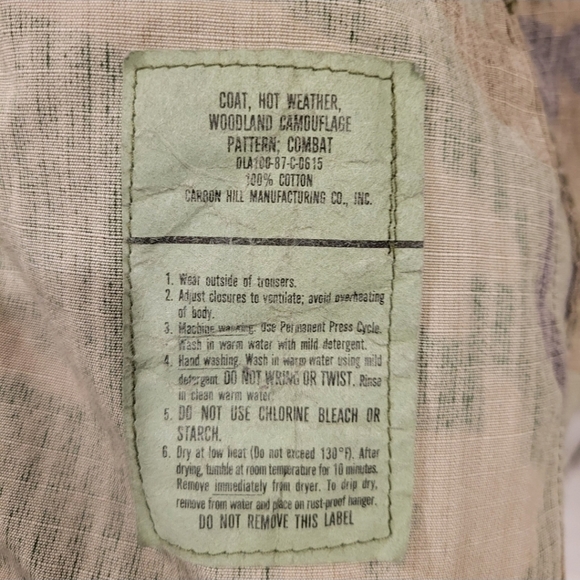 COAT, HOT WEATHER,
WOODLAND CAMOUFLAGE
PATTERN: COMBAT
DLA100-87-C-0615
100% COTTON
CARBON HILL MANUFACTURING CO., INC.
1. Wear outside of trousers.
2. Adjust closures to ventilate; avoid overheating
of body.
3. Machine washing. Use Permanent Press Cycle.
Wash in warm water with mild detergent.
4. Hand washing. Wash in warm water using mild
detergent. DO NOT WRING OR TWIST. Rinse
in clean warm water.
5. DO NOT USE CHLORINE BLEACH OR
STARCH.
6. Dry at low heat (Do not exceed 130°F). After
drying, tumble at room temperature for 10 minutes.
Remove immediately from dryer. To drip dry,
remove from water and place on rust-proof hanger.
DO NOT REMOVE THIS LABEL